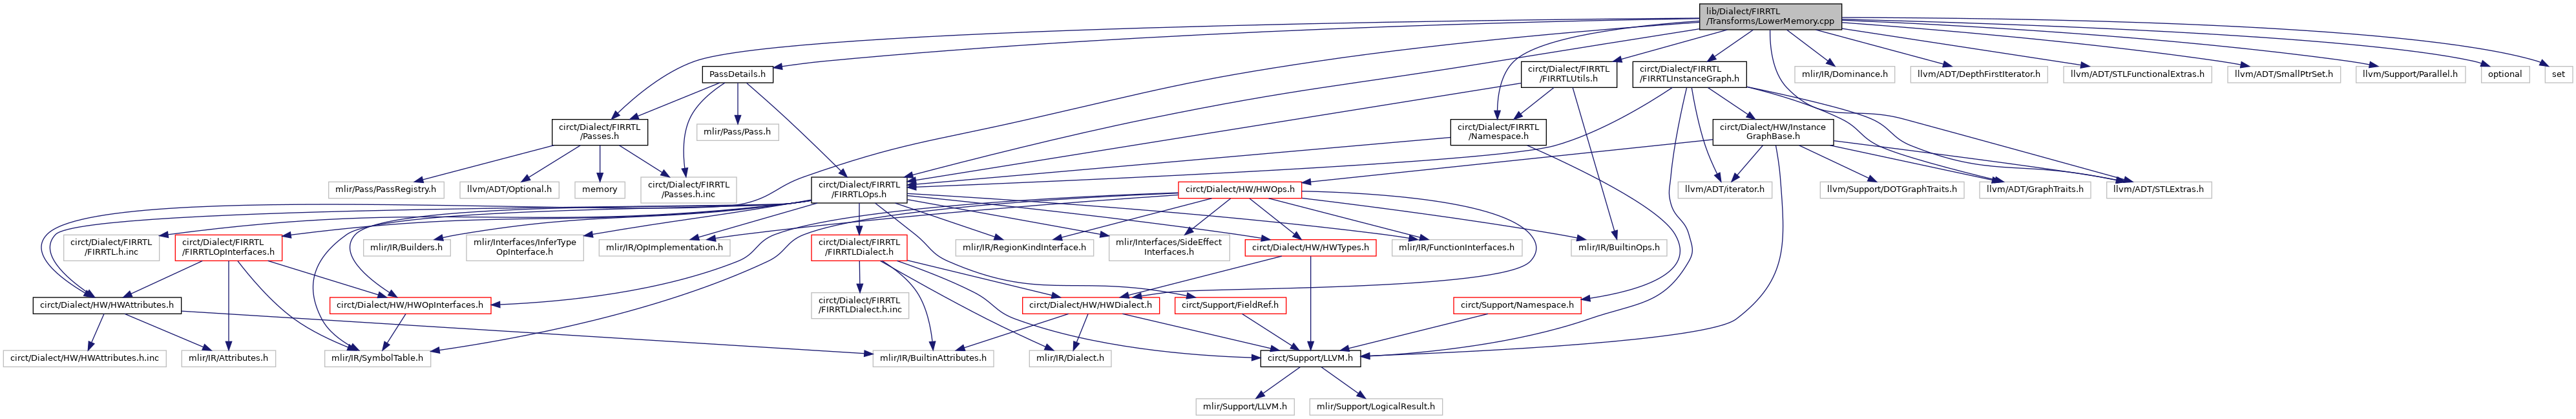 lib/Dialect/FIRRTL
/Transforms/LowerMemory.cpp
PassDetails.h
circt/Dialect/FIRRTL
/FIRRTLUtils.h
circt/Dialect/FIRRTL
/FIRRTLInstanceGraph.h
mlir/IR/Dominance.h
llvm/ADT/DepthFirstIterator.h
llvm/ADT/STLFunctionalExtras.h
llvm/ADT/SmallPtrSet.h
llvm/Support/Parallel.h
optional
set
circt/Dialect/FIRRTL
/Passes.h
mlir/Pass/Pass.h
circt/Dialect/FIRRTL
/Namespace.h
circt/Dialect/HW/Instance
GraphBase.h
mlir/Pass/PassRegistry.h
llvm/ADT/Optional.h
memory
circt/Dialect/FIRRTL
/Passes.h.inc
circt/Dialect/FIRRTL
/FIRRTLOps.h
circt/Dialect/HW/HWOps.h
llvm/ADT/iterator.h
llvm/Support/DOTGraphTraits.h
llvm/ADT/GraphTraits.h
llvm/ADT/STLExtras.h
circt/Dialect/FIRRTL
/FIRRTL.h.inc
circt/Dialect/FIRRTL
/FIRRTLOpInterfaces.h
mlir/IR/Builders.h
mlir/Interfaces/InferType
OpInterface.h
mlir/IR/OpImplementation.h
circt/Dialect/FIRRTL
/FIRRTLDialect.h
mlir/IR/RegionKindInterface.h
mlir/Interfaces/SideEffect
Interfaces.h
circt/Dialect/HW/HWTypes.h
mlir/IR/FunctionInterfaces.h
mlir/IR/BuiltinOps.h
circt/Dialect/HW/HWAttributes.h
circt/Dialect/HW/HWOpInterfaces.h
circt/Dialect/FIRRTL
/FIRRTLDialect.h.inc
circt/Dialect/HW/HWDialect.h
circt/Support/FieldRef.h
circt/Support/Namespace.h
circt/Dialect/HW/HWAttributes.h.inc
mlir/IR/Attributes.h
mlir/IR/SymbolTable.h
mlir/IR/BuiltinAttributes.h
mlir/IR/Dialect.h
circt/Support/LLVM.h
mlir/Support/LLVM.h
mlir/Support/LogicalResult.h